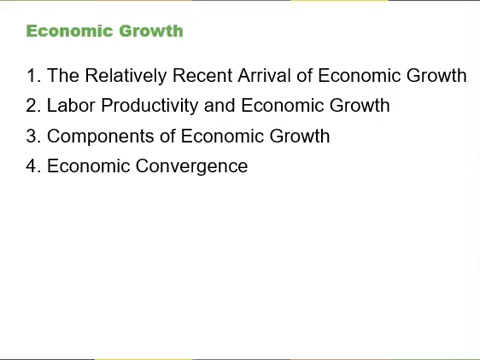 Economic Growth
1. The Relatively Recent Arrival of Economic Growth
2. Labor Productivity and Economic Growth
3. Components of Economic Growth
4. Economic Convergence